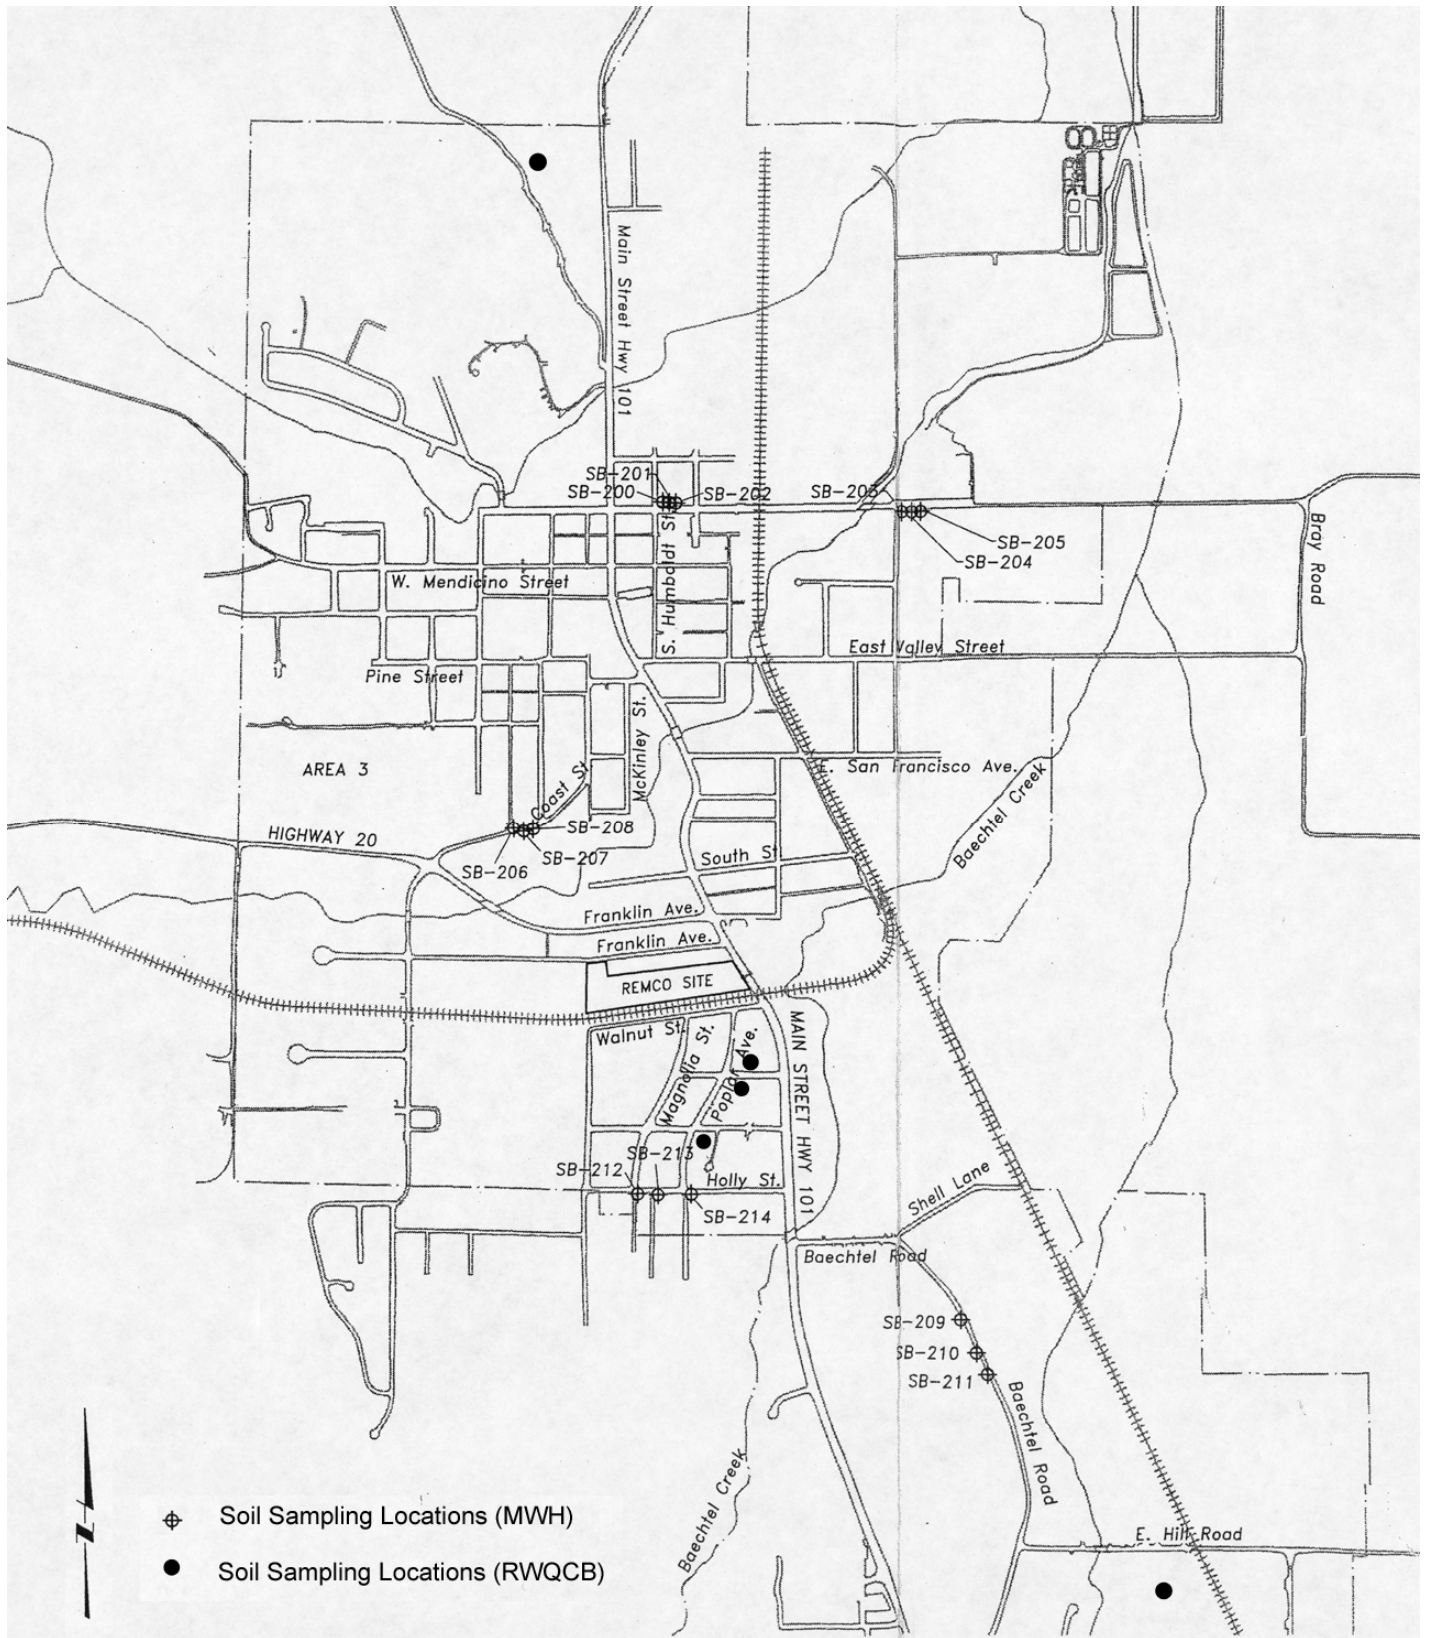 Main Street Hwy 101
SB-201
SB-200
SB-202
SB-203
SB-205
SB-204
Bray Road
W. Mendicino Street
S. Humboldt St.
East Valley Street
Pine Street
McKinley St.
AREA 3
San Francisco Ave.
Coast St.
Baechtel Creek
HIGHWAY 20
SB-208
SB-207
SB-206
South St.
Franklin Ave.
Franklin Ave.
REMCO SITE
Walnut St.
Magnolia St.
Poplar Ave.
MAIN STREET HWY 101
SB-213
SB-212
Holly St.
SB-214
Shell Lane
Baechtel Road
SB-209
SB-210
SB-211
Baechtel Road
Baechtel Creek
E. Hill Road
Z
Soil Sampling Locations (MWH)
Soil Sampling Locations (RWQCB)